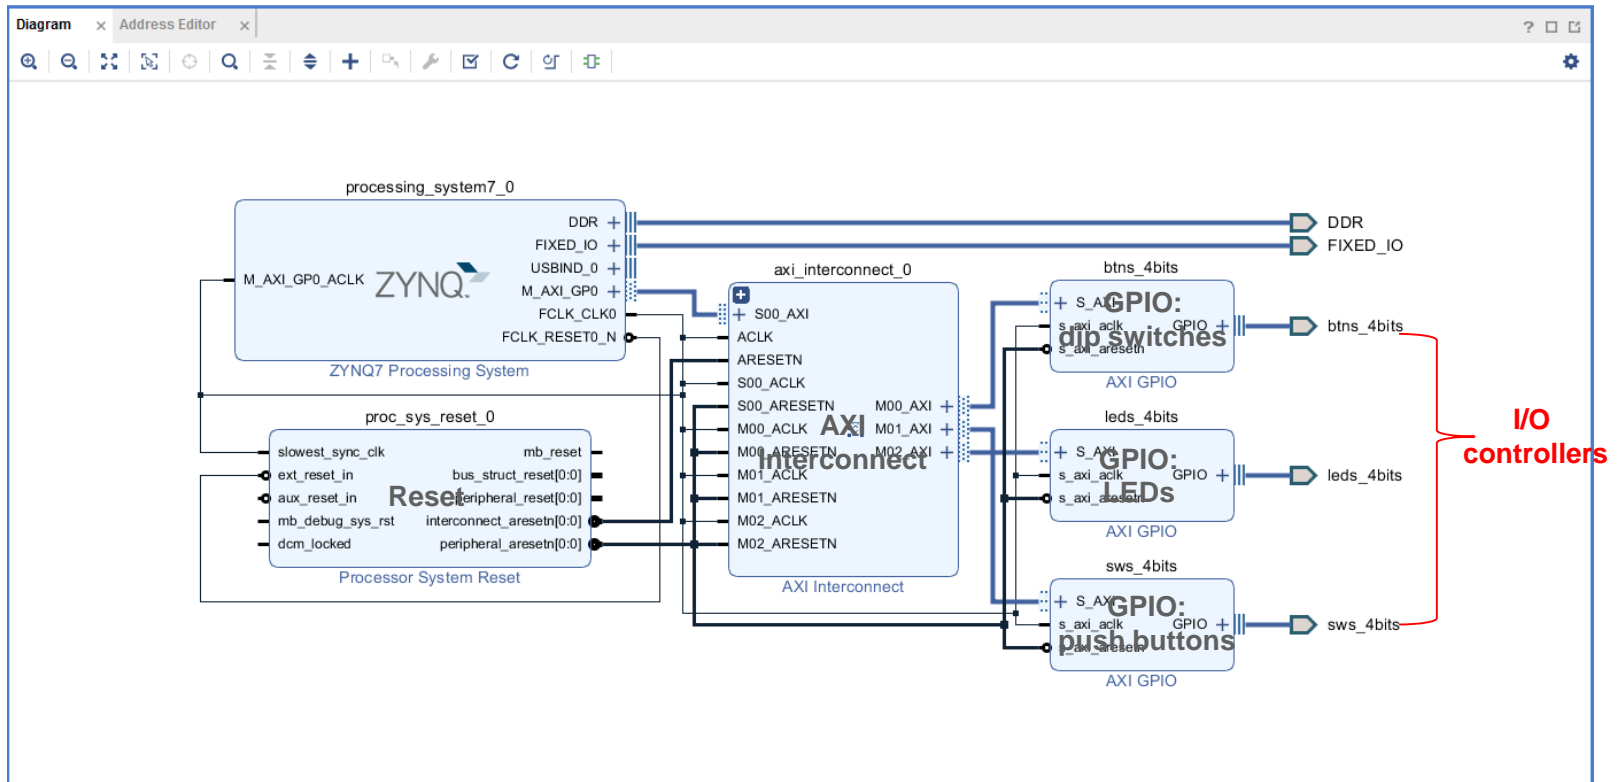 Diagram
Address Editor
processing_system7_0
DDR
FIXED_IO
USBIND_0
M_AXI_GP0
FCLK_CLK0
FCLK_RESET0_N
M_AXI_GP0_ACLK
ZYNQ
ZYNQ7 Processing System
proc_sys_reset_0
slowest_sync_clk
ext_reset_in
aux_reset_in
mb_debug_sys_rst
dcm_locked
mb_reset
bus_struct_reset[0:0]
peripheral_reset[0:0]
interconnect_aresetn[0:0]
peripheral_aresetn[0:0]
Reset
Processor System Reset
axi_interconnect_0
S00_AXI
ACLK
ARESETN
S00_ACLK
S00_ARESETN
M00_ACLK
M00_ARESETN
M01_ACLK
M01_ARESETN
M02_ACLK
M02_ARESETN
M00_AXI
M01_AXI
M02_AXI
AXI
Interconnect
AXI Interconnect
btns_4bits
S_AXI
s_axi_aclk
s_axi_aresetn
GPIO
GPIO:
dip switches
AXI GPIO
leds_4bits
S_AXI
s_axi_aclk
s_axi_aresetn
GPIO
GPIO:
LEDs
AXI GPIO
sws_4bits
S_AXI
s_axi_aclk
s_axi_aresetn
GPIO
GPIO:
push buttons
AXI GPIO
DDR
FIXED_IO
btns_4bits
leds_4bits
sws_4bits
I/O
controllers